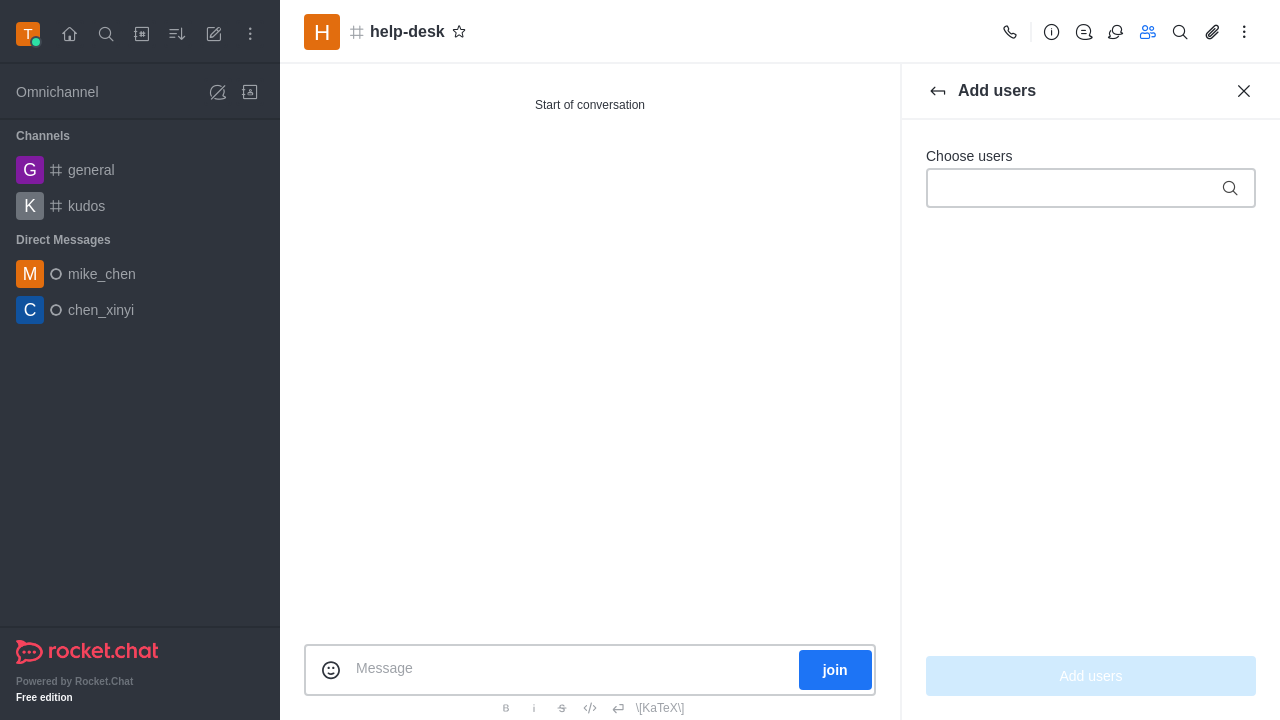 T
Omnichannel
Channels
G general
K kudos
Direct Messages
M mike_chen
C chen_xinyi
rocket.chat
Powered by Rocket.Chat
Free edition
H help-desk
Start of conversation
Message
join
B i S \[KaTeX\]
Add users
Choose users
Add users